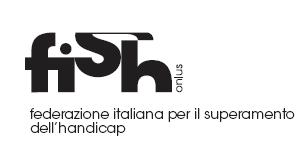 fish
onlus
federazione italiana per il superamento
dell'handicap